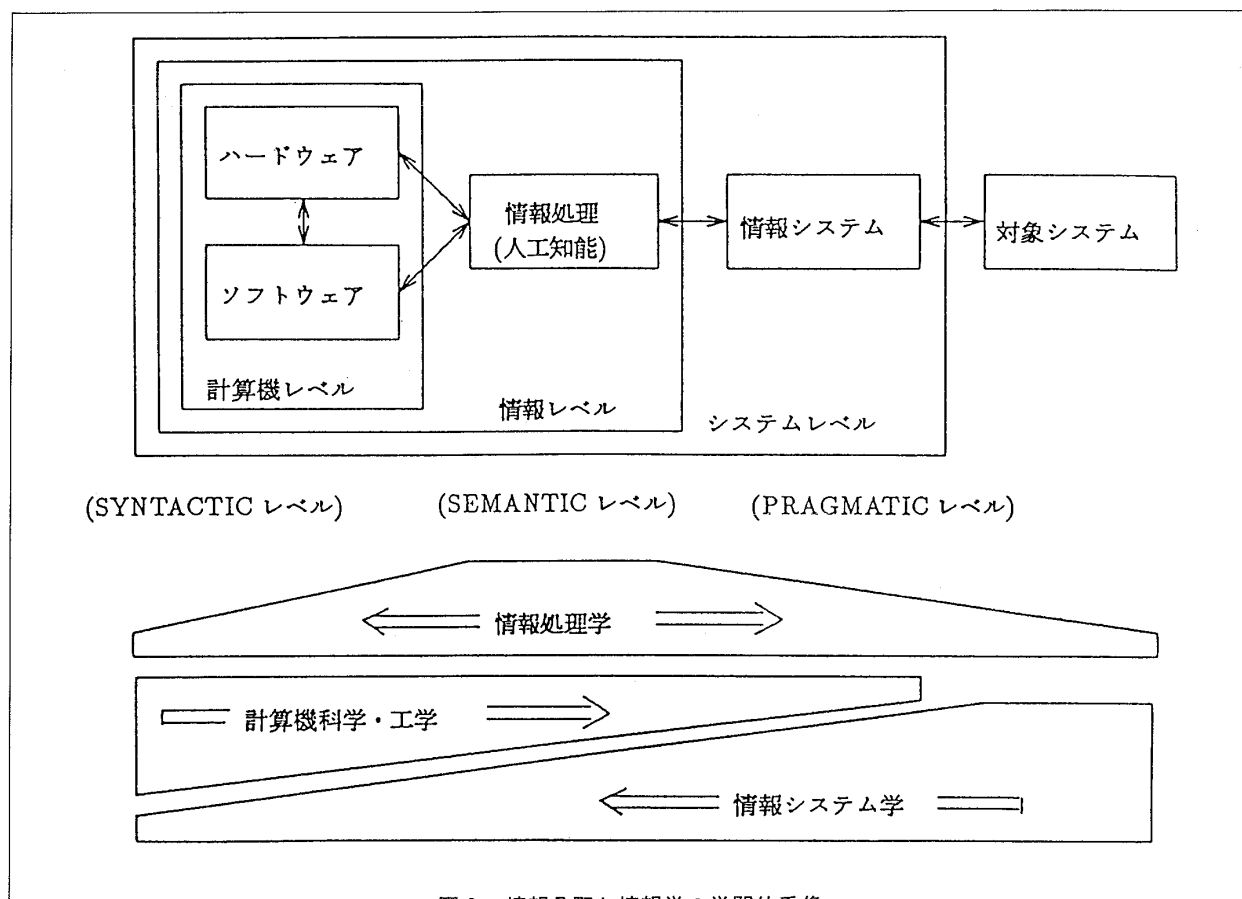 ハードウェア
ソフトウェア
計算機レベル
情報処理
(人工知能)
情報レベル
情報システム
システムレベル
対象システム
(SYNTACTIC レベル)
(SEMANTIC レベル)
(PRAGMATIC レベル)
情報処理学
計算機科学・工学
情報システム学